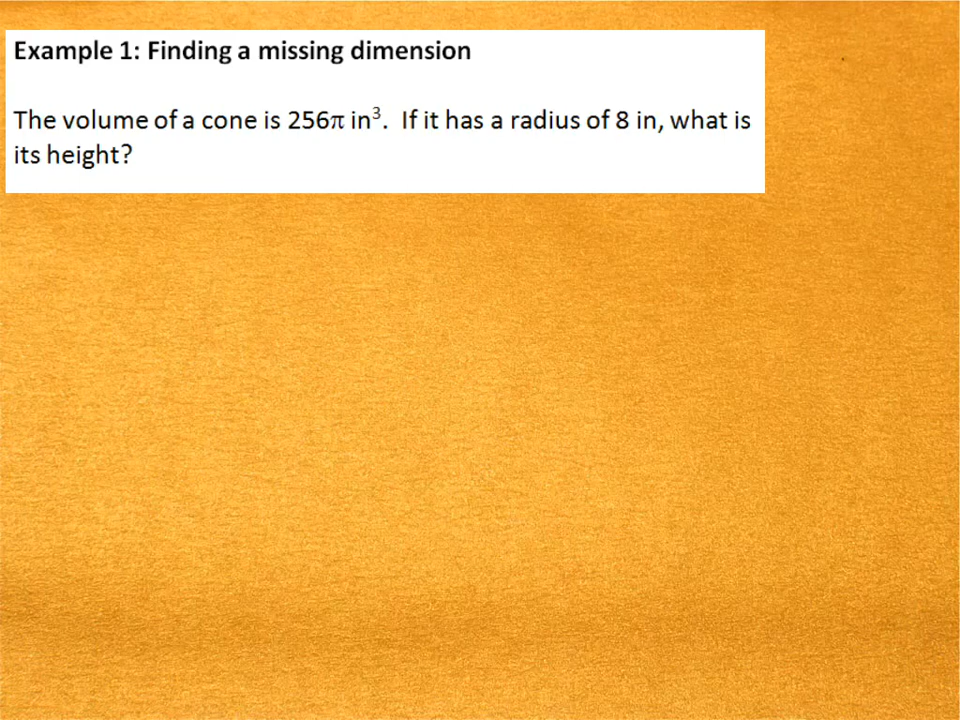 Example 1: Finding a missing dimension
The volume of a cone is 256π in³. If it has a radius of 8 in, what is
its height?